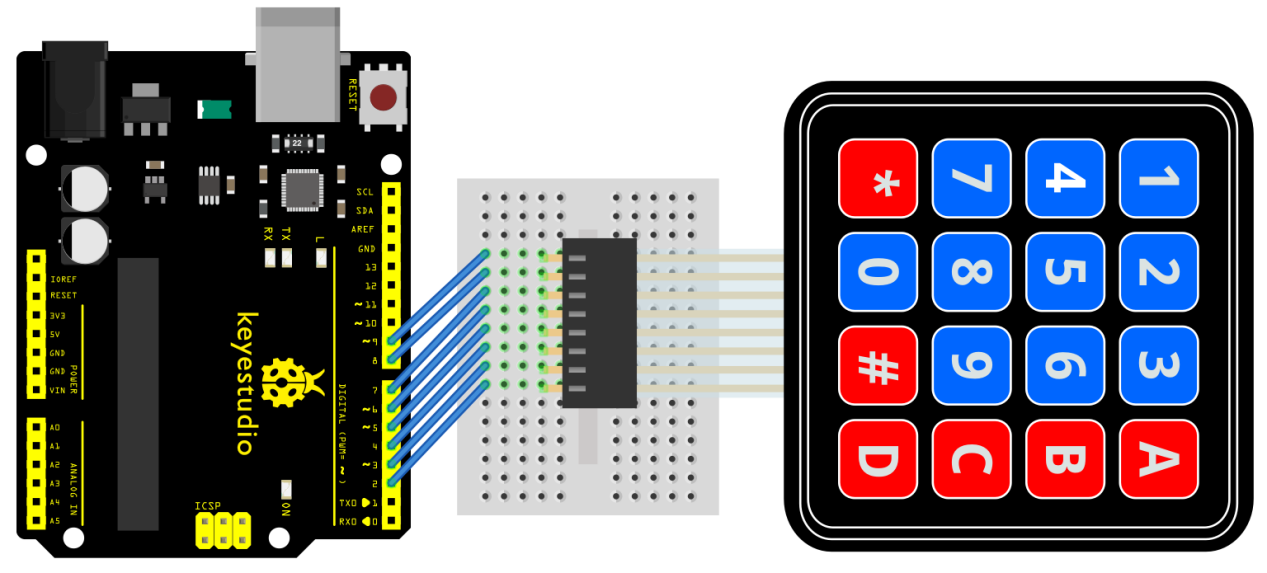 RESET
22
SCL
SDA
AREF
GND
13
12
~11
~10
~9
8
7
~6
~5
4
~3
2
TXD 1
RXD 0
RX
TX
L
IOREF
RESET
3V3
5V
GND
GND
VIN
POWER
A0
A1
A2
A3
A4
A5
ANALOG IN
keyestudio
DIGITAL (PWM= ~ )
ICSP
ON
* 7 4 1
0 8 5 2
# 9 6 3
D C B A